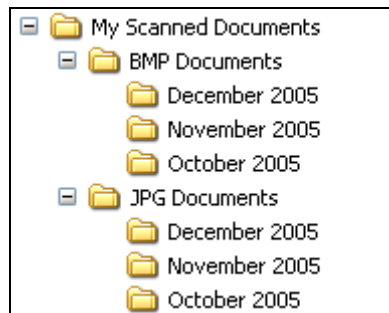 My Scanned Documents
BMP Documents
December 2005
November 2005
October 2005
JPG Documents
December 2005
November 2005
October 2005